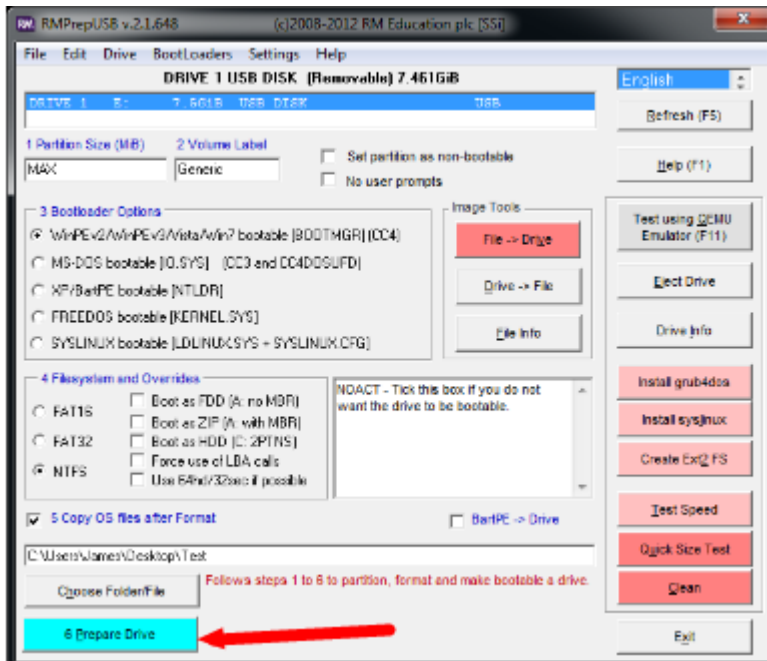 RMPrepUSB v.2.1.648 (c)2008-2012 RM Education plc [SSi]
File Edit Drive BootLoaders Settings Help
DRIVE 1 USB DISK (Removable) 7.461GiB
English
DRIVE 1 E: 7.5GiB USB DISK USB
Refresh (F5)
1 Partition Size (MiB) 2 Volume Label
MAX Generic
Set partition as non-bootable
No user prompts
Help (F1)
3 Bootloader Options
WinPEv2/WinPEv3/Vista/Win7 bootable [BOOTMGR] (CC4)
MS-DOS bootable [IO.SYS] (CC3 and CC4DOSUFD)
XP/BartPE bootable [NTLDR]
FREEDOS bootable [KERNEL.SYS]
SYSLINUX bootable [LDLINUX.SYS + SYSLINUX.CFG]
Image Tools
File -> Drive
Drive -> File
File Info
Test using QEMU
Emulator (F11)
Eject Drive
Drive Info
4 Filesystem and Overrides
FAT16
FAT32
NTFS
Boot as FDD [A: no MBR]
Boot as ZIP [A: with MBR]
Boot as HDD [C: 2PTNS]
Force use of LBA calls
Use 64hd/32sec if possible
NOACT - Tick this box if you do not
want the drive to be bootable.
Install grub4dos
Install syslinux
Create Ext2 FS
5 Copy OS files after Format
BartPE -> Drive
Test Speed
C:\Users\James\Desktop\Test
Quick Size Test
Choose Folder/File
Follows steps 1 to 6 to partition, format and make bootable a drive.
Clean
6 Prepare Drive
Exit